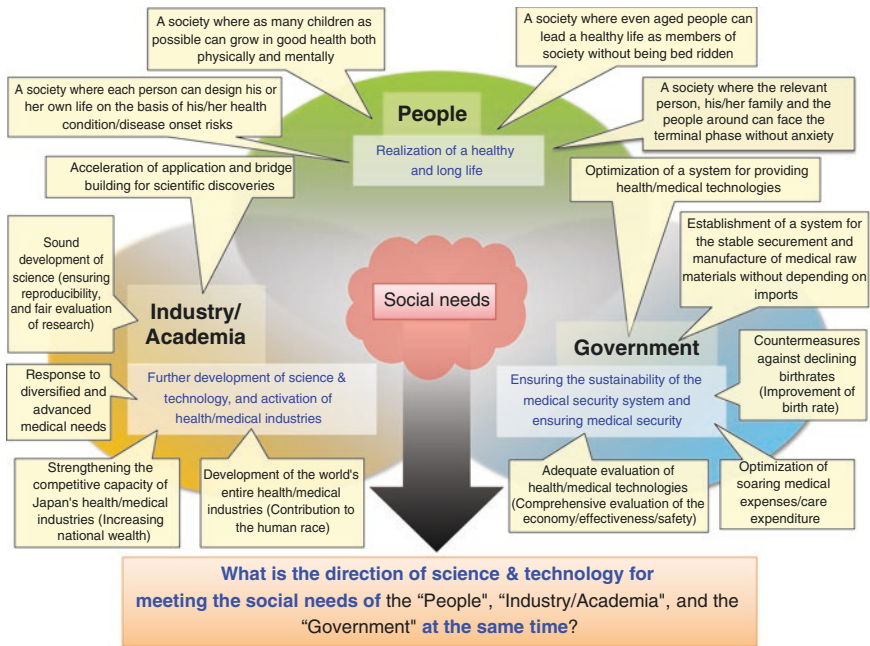 A society where as many children as
possible can grow in good health both
physically and mentally
A society where even aged people can
lead a healthy life as members of
society without being bed ridden
A society where each person can design his or
her own life on the basis of his/her health
condition/disease onset risks
People
Realization of a healthy
and long life
A society where the relevant
person, his/her family and the
people around can face the
terminal phase without anxiety
Acceleration of application and bridge
building for scientific discoveries
Optimization of a system for providing
health/medical technologies
Sound
development of
science (ensuring
reproducibility,
and fair evaluation
of research)
Establishment of a system for
the stable securement and
manufacture of medical raw
materials without depending on
imports
Social needs
Industry/
Academia
Further development of science &
technology, and activation of
health/medical industries
Government
Ensuring the sustainability of the
medical security system and
ensuring medical security
Countermeasures
against declining
birthrates
(Improvement of
birth rate)
Response to
diversified and
advanced
medical needs
Strengthening the
competitive capacity of
Japan's health/medical
industries (Increasing
national wealth)
Development of the world's
entire health/medical
industries (Contribution to
the human race)
Adequate evaluation of
health/medical technologies
(Comprehensive evaluation of the
economy/effectiveness/safety)
Optimization of
soaring medical
expenses/care
expenditure
What is the direction of science & technology for
meeting the social needs of the “People", “Industry/Academia", and the
“Government" at the same time?